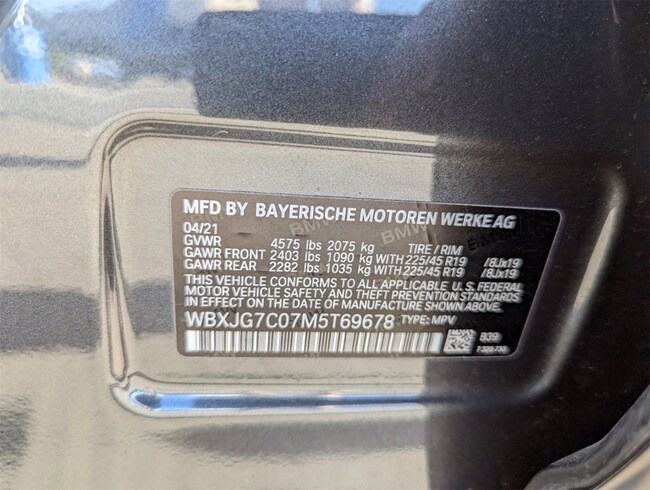 MFD BY BAYERISCHE MOTOREN WERKE AG
04/21
GVWR 4575 lbs 2075 kg TIRE / RIM
GAWR FRONT 2403 lbs 1090 kg WITH 225/45 R19 /8Jx19
GAWR REAR 2282 lbs 1035 kg WITH 225/45 R19 /8Jx19
THIS VEHICLE CONFORMS TO ALL APPLICABLE U.S. FEDERAL
MOTOR VEHICLE SAFETY AND THEFT PREVENTION STANDARDS
IN EFFECT ON THE DATE OF MANUFACTURE SHOWN ABOVE.
WBXJG7C07M5T69678 TYPE: MPV
839
7320730